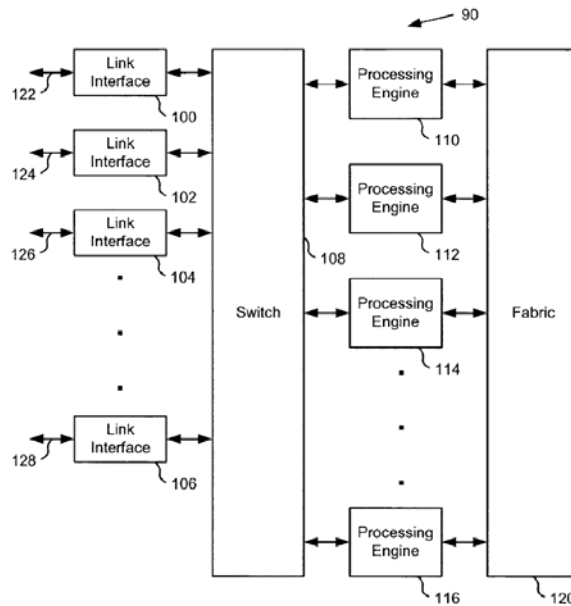 90
Link
Interface
122
100
Processing
Engine
110
Link
Interface
124
102
Processing
Engine
112
Link
Interface
126
104
108
Switch
Processing
Engine
114
Fabric
Link
Interface
128
106
Processing
Engine
116
120